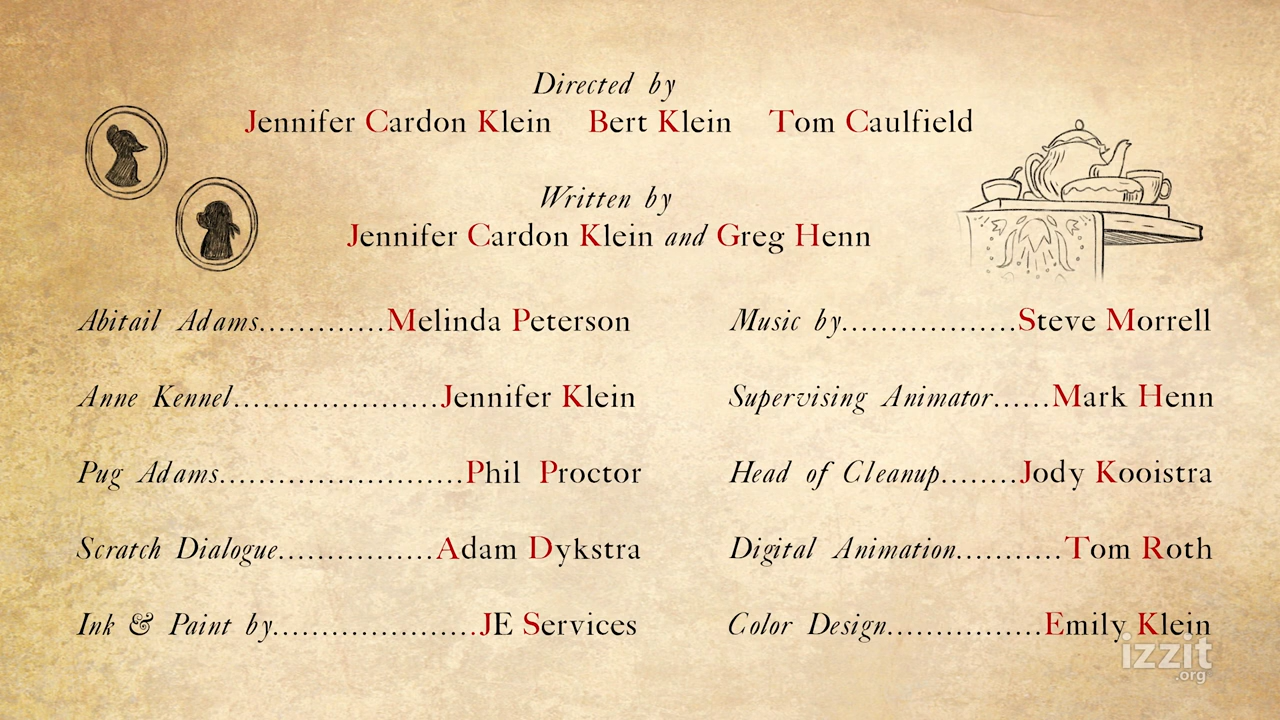 Directed by
Jennifer Cardon Klein Bert Klein Tom Caulfield
Written by
Jennifer Cardon Klein and Greg Henn
Abitail Adams.............Melinda Peterson
Anne Kennel.....................Jennifer Klein
Pug Adams.........................Phil Proctor
Scratch Dialogue................Adam Dykstra
Ink & Paint by.....................JE Services
Music by..................Steve Morrell
Supervising Animator......Mark Henn
Head of Cleanup........Jody Kooistra
Digital Animation...........Tom Roth
Color Design................Emily Klein
izzit
.org